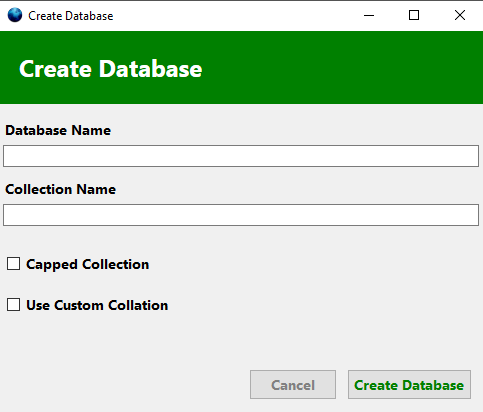 Create Database
Create Database
Database Name
Collection Name
Capped Collection
Use Custom Collation
Cancel Create Database